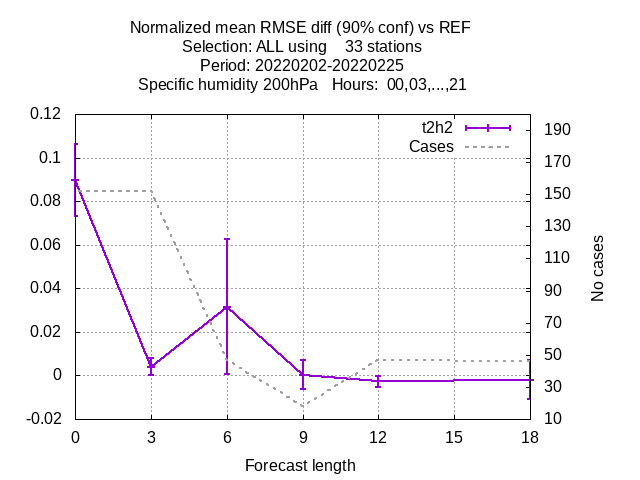 Normalized mean RMSE diff (90% conf) vs REF
Selection: ALL using    33 stations
Period: 20220202-20220225
Specific humidity 200hPa   Hours:  00,03,...,21
t2h2
Cases
0.12
0.1
0.08
0.06
0.04
0.02
0
-0.02
190
170
150
130
110
90
70
50
30
10
No cases
0 3 6 9 12 15 18
Forecast length